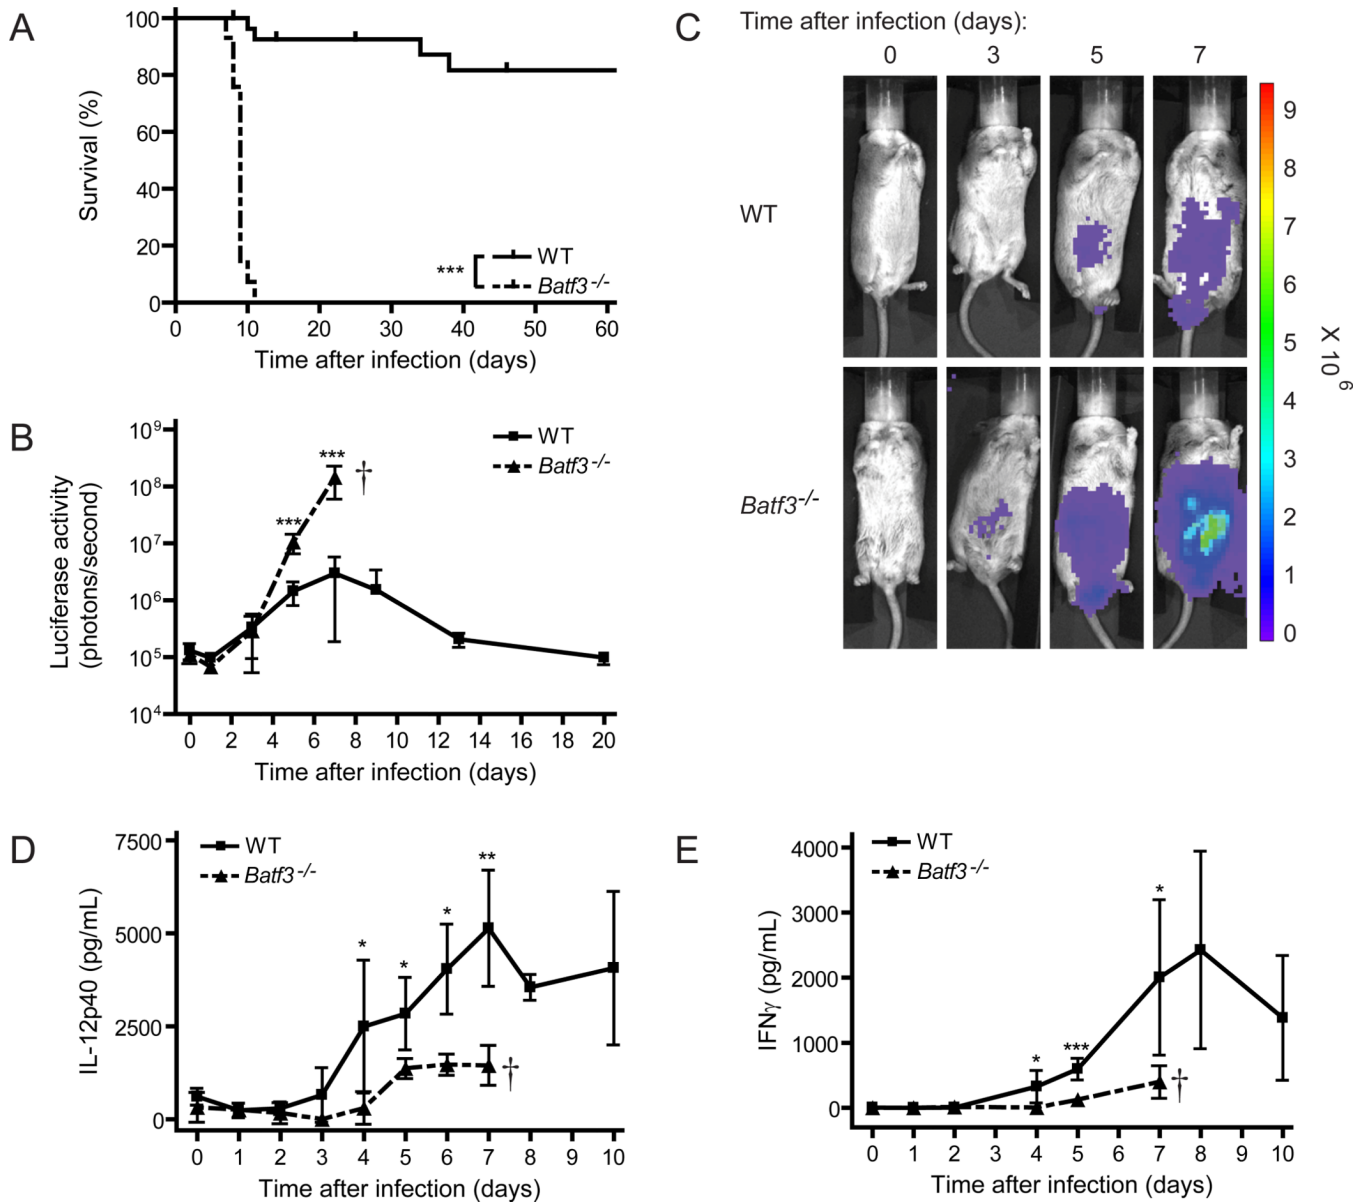 A
100
80
60
40
20
0
Survival (%)
***
WT
Batf3-/-
0 10 20 30 40 50 60
Time after infection (days)
B
10⁹
10⁸
10⁷
10⁶
10⁵
10⁴
Luciferase activity
(photons/second)
WT
Batf3-/-
***
***
†
0 2 4 6 8 10 12 14 16 18 20
Time after infection (days)
C
Time after infection (days):
0 3 5 7
WT
Batf3-/-
9
8
7
6
5
4
3
2
1
0
X 10⁶
D
7500
5000
2500
0
IL-12p40 (pg/mL)
WT
Batf3-/-
*
*
*
**
†
0 1 2 3 4 5 6 7 8 9 10
Time after infection (days)
E
4000
3000
2000
1000
0
IFNγ (pg/mL)
WT
Batf3-/-
*
***
*
†
0 1 2 3 4 5 6 7 8 9 10
Time after infection (days)